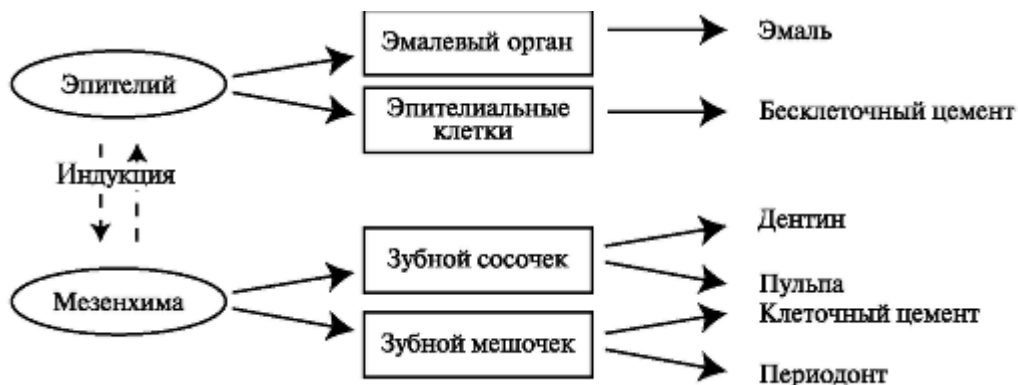 Эмалевый орган
Эмаль
Эпителий
Эпителиальные
клетки
Бесклеточный цемент
Индукция
Дентин
Зубной сосочек
Пульпа
Мезенхима
Клеточный цемент
Зубной мешочек
Периодонт